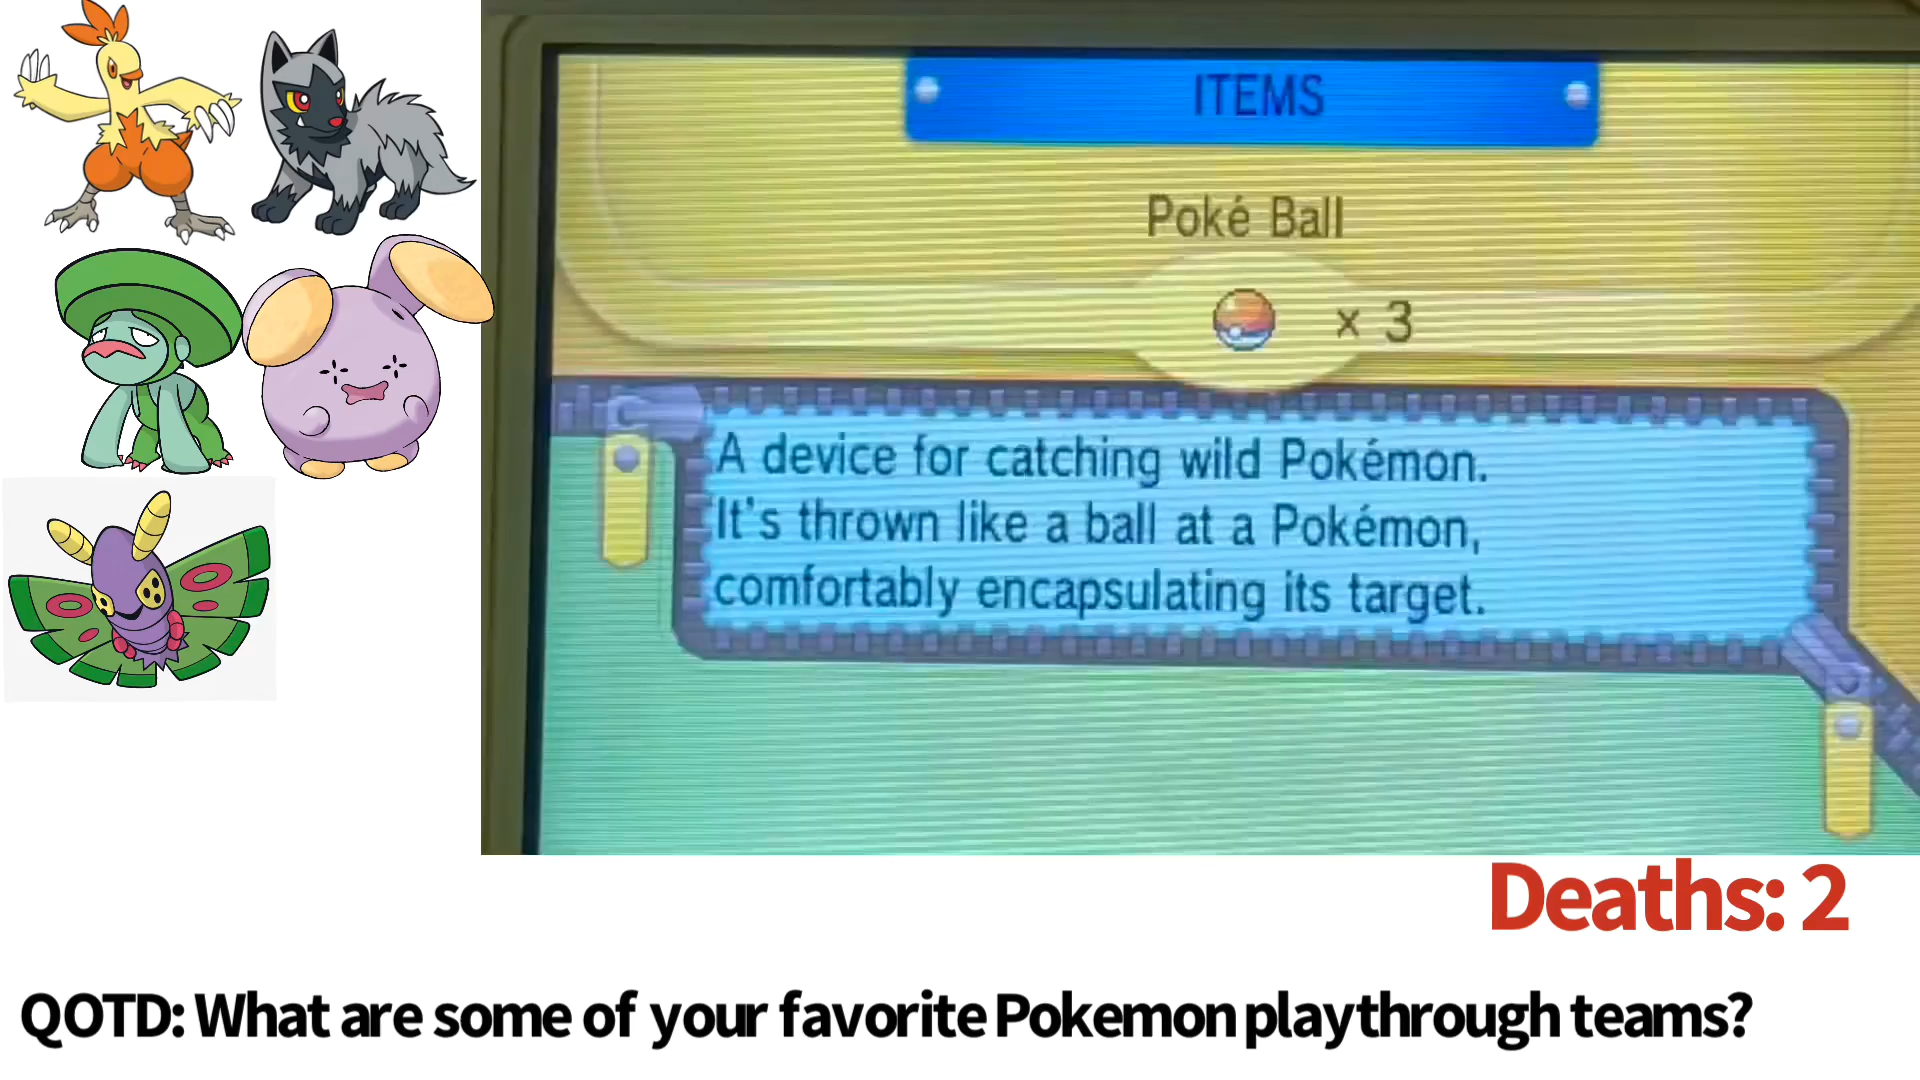 ITEMS
Poké Ball
× 3
A device for catching wild Pokémon.
It's thrown like a ball at a Pokémon,
comfortably encapsulating its target.
Deaths: 2
QOTD: What are some of your favorite Pokemon playthrough teams?